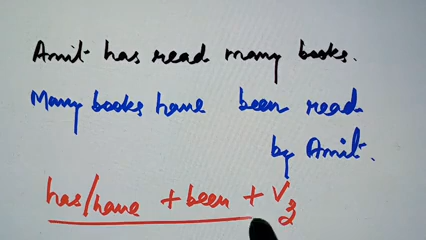 Amit has read many books.
Many books have been read
by Amit.
has/have + been + V3